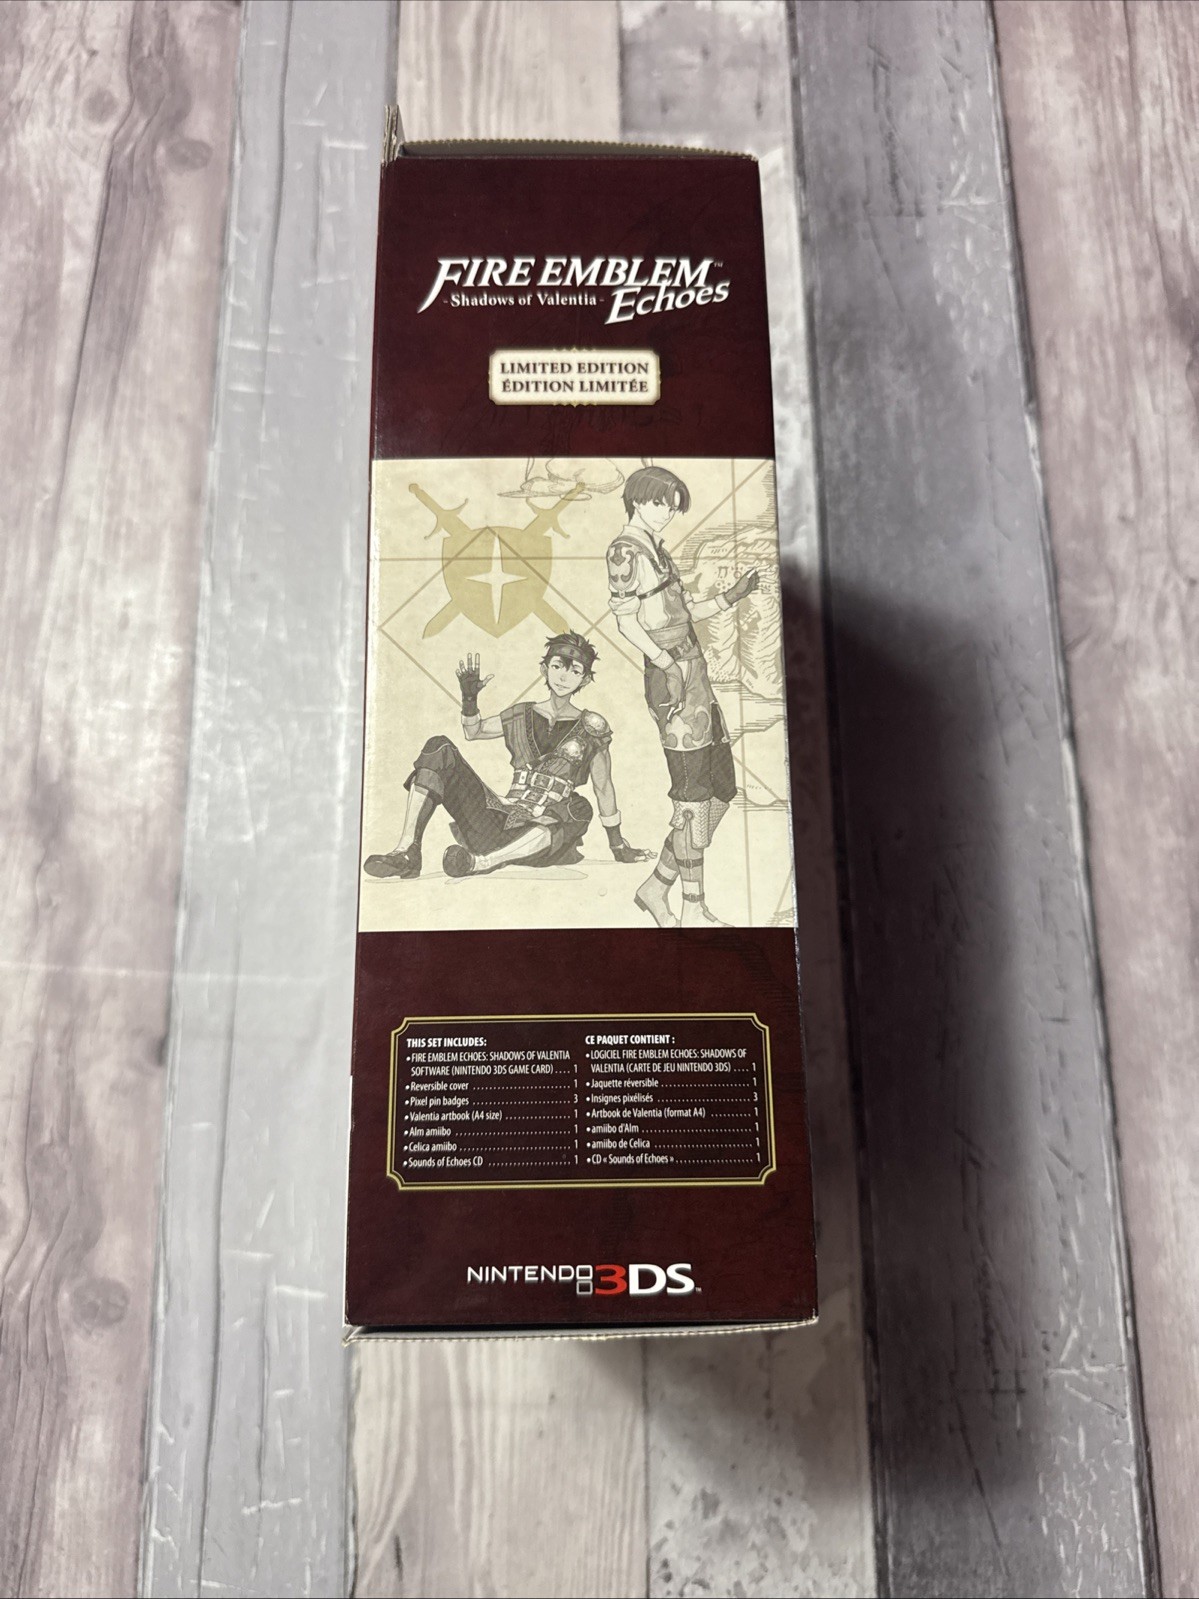 FIRE EMBLEM™
- Shadows of Valentia -
Echoes
LIMITED EDITION
ÉDITION LIMITÉE
THIS SET INCLUDES:
• FIRE EMBLEM ECHOES: SHADOWS OF VALENTIA
SOFTWARE (NINTENDO 3DS GAME CARD) .... 1
• Reversible cover ........................ 1
• Pixel pin badges ........................ 3
• Valentia artbook (A4 size) ................ 1
• Alm amiibo ............................. 1
• Celica amiibo ............................ 1
• Sounds of Echoes CD .................... 1
CE PAQUET CONTIENT :
• LOGICIEL FIRE EMBLEM ECHOES: SHADOWS OF
VALENTIA (CARTE DE JEU NINTENDO 3DS) .... 1
• Jaquette réversible ...................... 1
• Insignes pixélisés ........................ 3
• Artbook de Valentia (format A4) .......... 1
• amiibo d'Alm ........................... 1
• amiibo de Celica ......................... 1
• CD « Sounds of Echoes » .................. 1
NINTENDO 3DS™